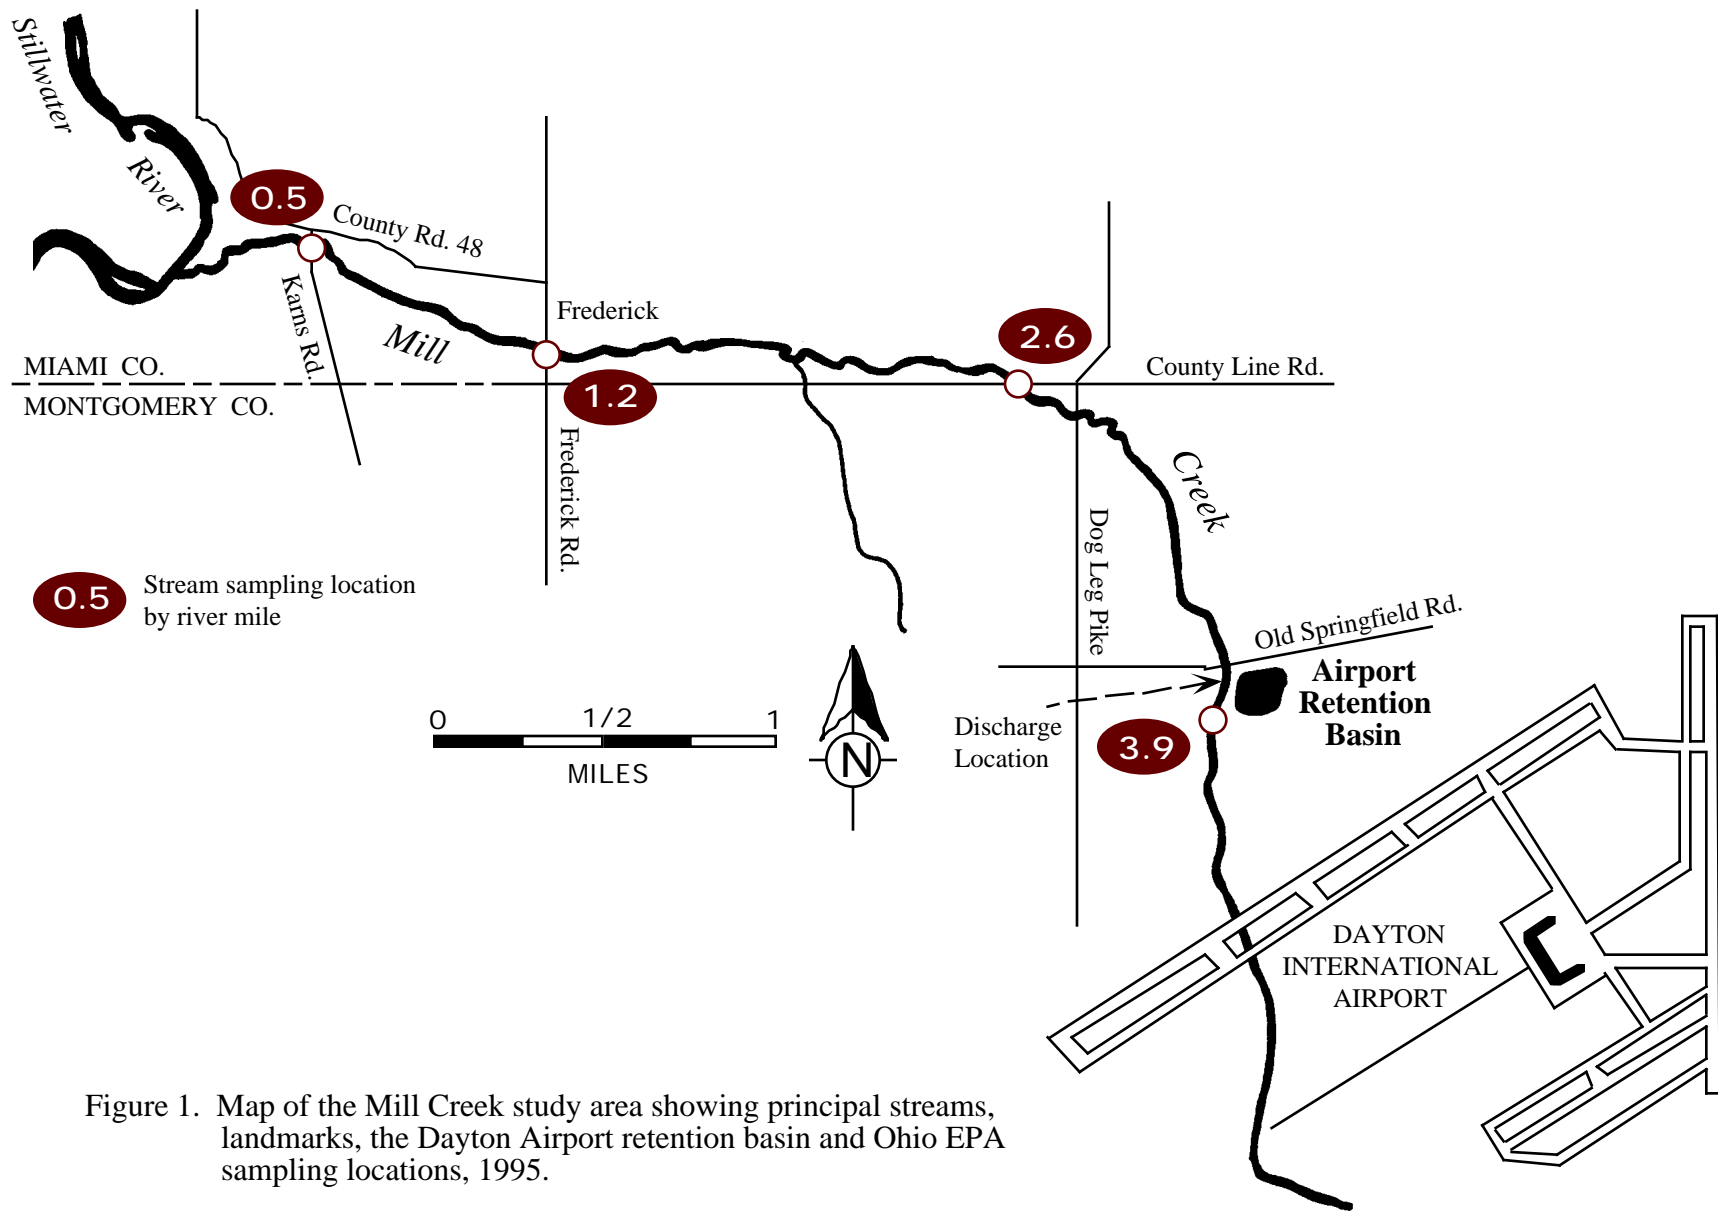 Stillwater
River
0.5
County Rd. 48
Karns Rd.
Mill
Frederick
2.6
County Line Rd.
MIAMI CO.
MONTGOMERY CO.
1.2
Frederick Rd.
Creek
Dog Leg Pike
0.5
Stream sampling location
by river mile
Old Springfield Rd.
Airport
Retention
Basin
Discharge
Location
3.9
0 1/2 1
MILES
N
DAYTON
INTERNATIONAL
AIRPORT
Figure 1. Map of the Mill Creek study area showing principal streams,
landmarks, the Dayton Airport retention basin and Ohio EPA
sampling locations, 1995.